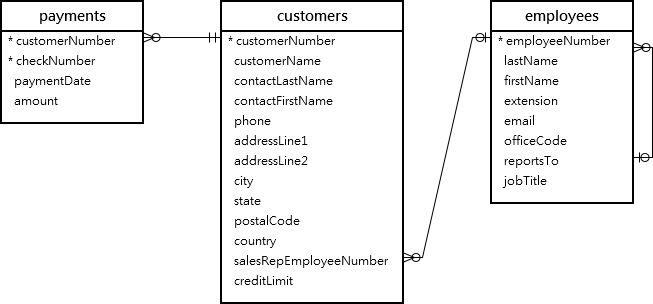 payments
* customerNumber
* checkNumber
paymentDate
amount
customers
* customerNumber
customerName
contactLastName
contactFirstName
phone
addressLine1
addressLine2
city
state
postalCode
country
salesRepEmployeeNumber
creditLimit
employees
* employeeNumber
lastName
firstName
extension
email
officeCode
reportsTo
jobTitle